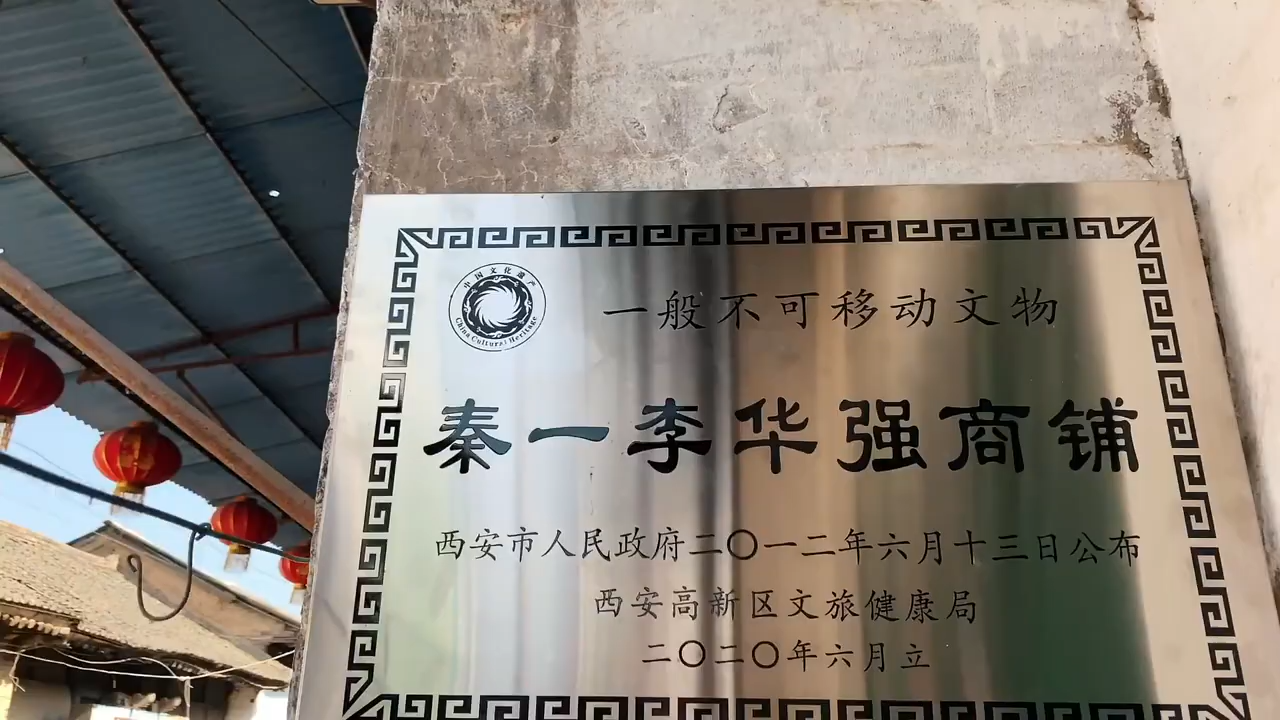 中国文化遗产
China Cultural Heritage
一般不可移动文物
秦一李华强商铺
西安市人民政府二〇一二年六月十三日公布
西安高新区文旅健康局
二〇二〇年六月立